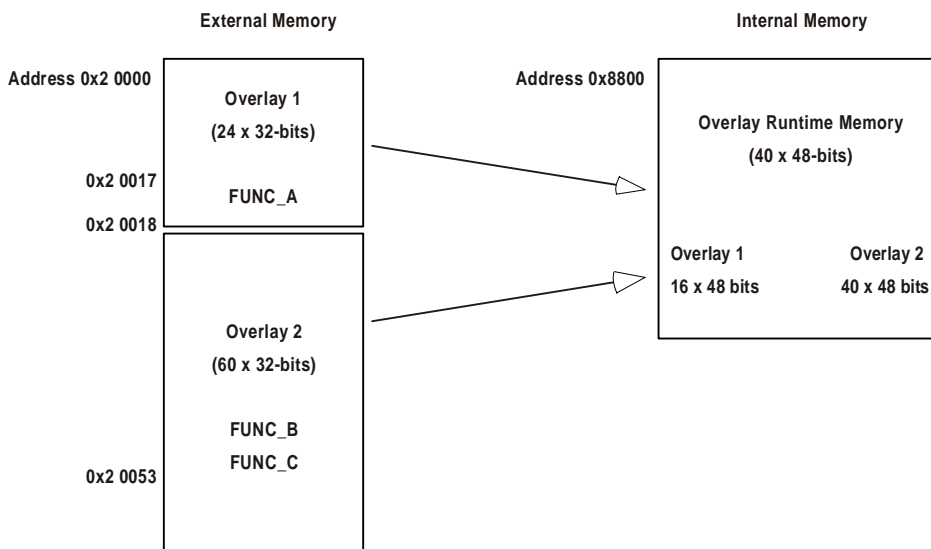 External Memory
Internal Memory
Address 0x2 0000
Overlay 1
(24 x 32-bits)
0x2 0017
FUNC_A
0x2 0018
Overlay 2
(60 x 32-bits)
FUNC_B
FUNC_C
0x2 0053
Address 0x8800
Overlay Runtime Memory
(40 x 48-bits)
Overlay 1
16 x 48 bits
Overlay 2
40 x 48 bits